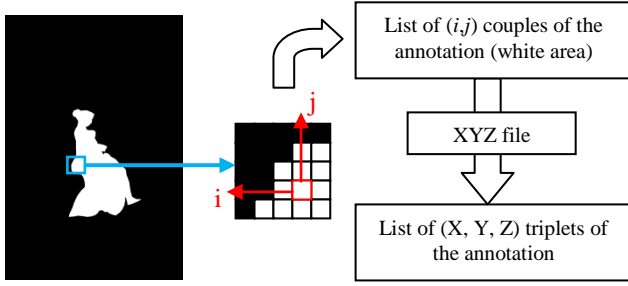 List of (i,j) couples of the
annotation (white area)
j
XYZ file
i
List of (X, Y, Z) triplets of
the annotation